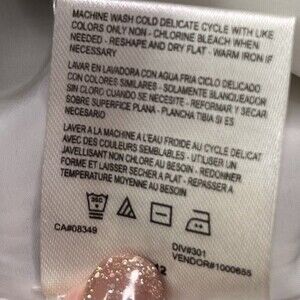 MACHINE WASH COLD DELICATE CYCLE WITH LIKE
COLORS ONLY NON - CHLORINE BLEACH WHEN
NEEDED - RESHAPE AND DRY FLAT - WARM IRON IF
NECESSARY
LAVAR EN LAVADORA CON AGUA FRIA CICLO DELICADO
CON COLORES SIMILARES - SOLAMENTE BLANQUEADOR
SIN CLORO CUANDO SE NECESITE - REFORMAR Y SECAR
SOBRE SUPERFICIE PLANA - PLANCHA TIBIA SI ES
NECESARIO
LAVER A LA MACHINE A L'EAU FROIDE AU CYCLE DELICAT
AVEC DES COULEURS SEMBLABLES - UTILISER UN
JAVELLISANT NON CHLORE AU BESOIN - REDONNER
FORME ET LAISSER SECHER A PLAT - REPASSER A
TEMPERATURE MOYENNE AU BESOIN
CA#08349
DIV#301
12
VENDOR#1000655